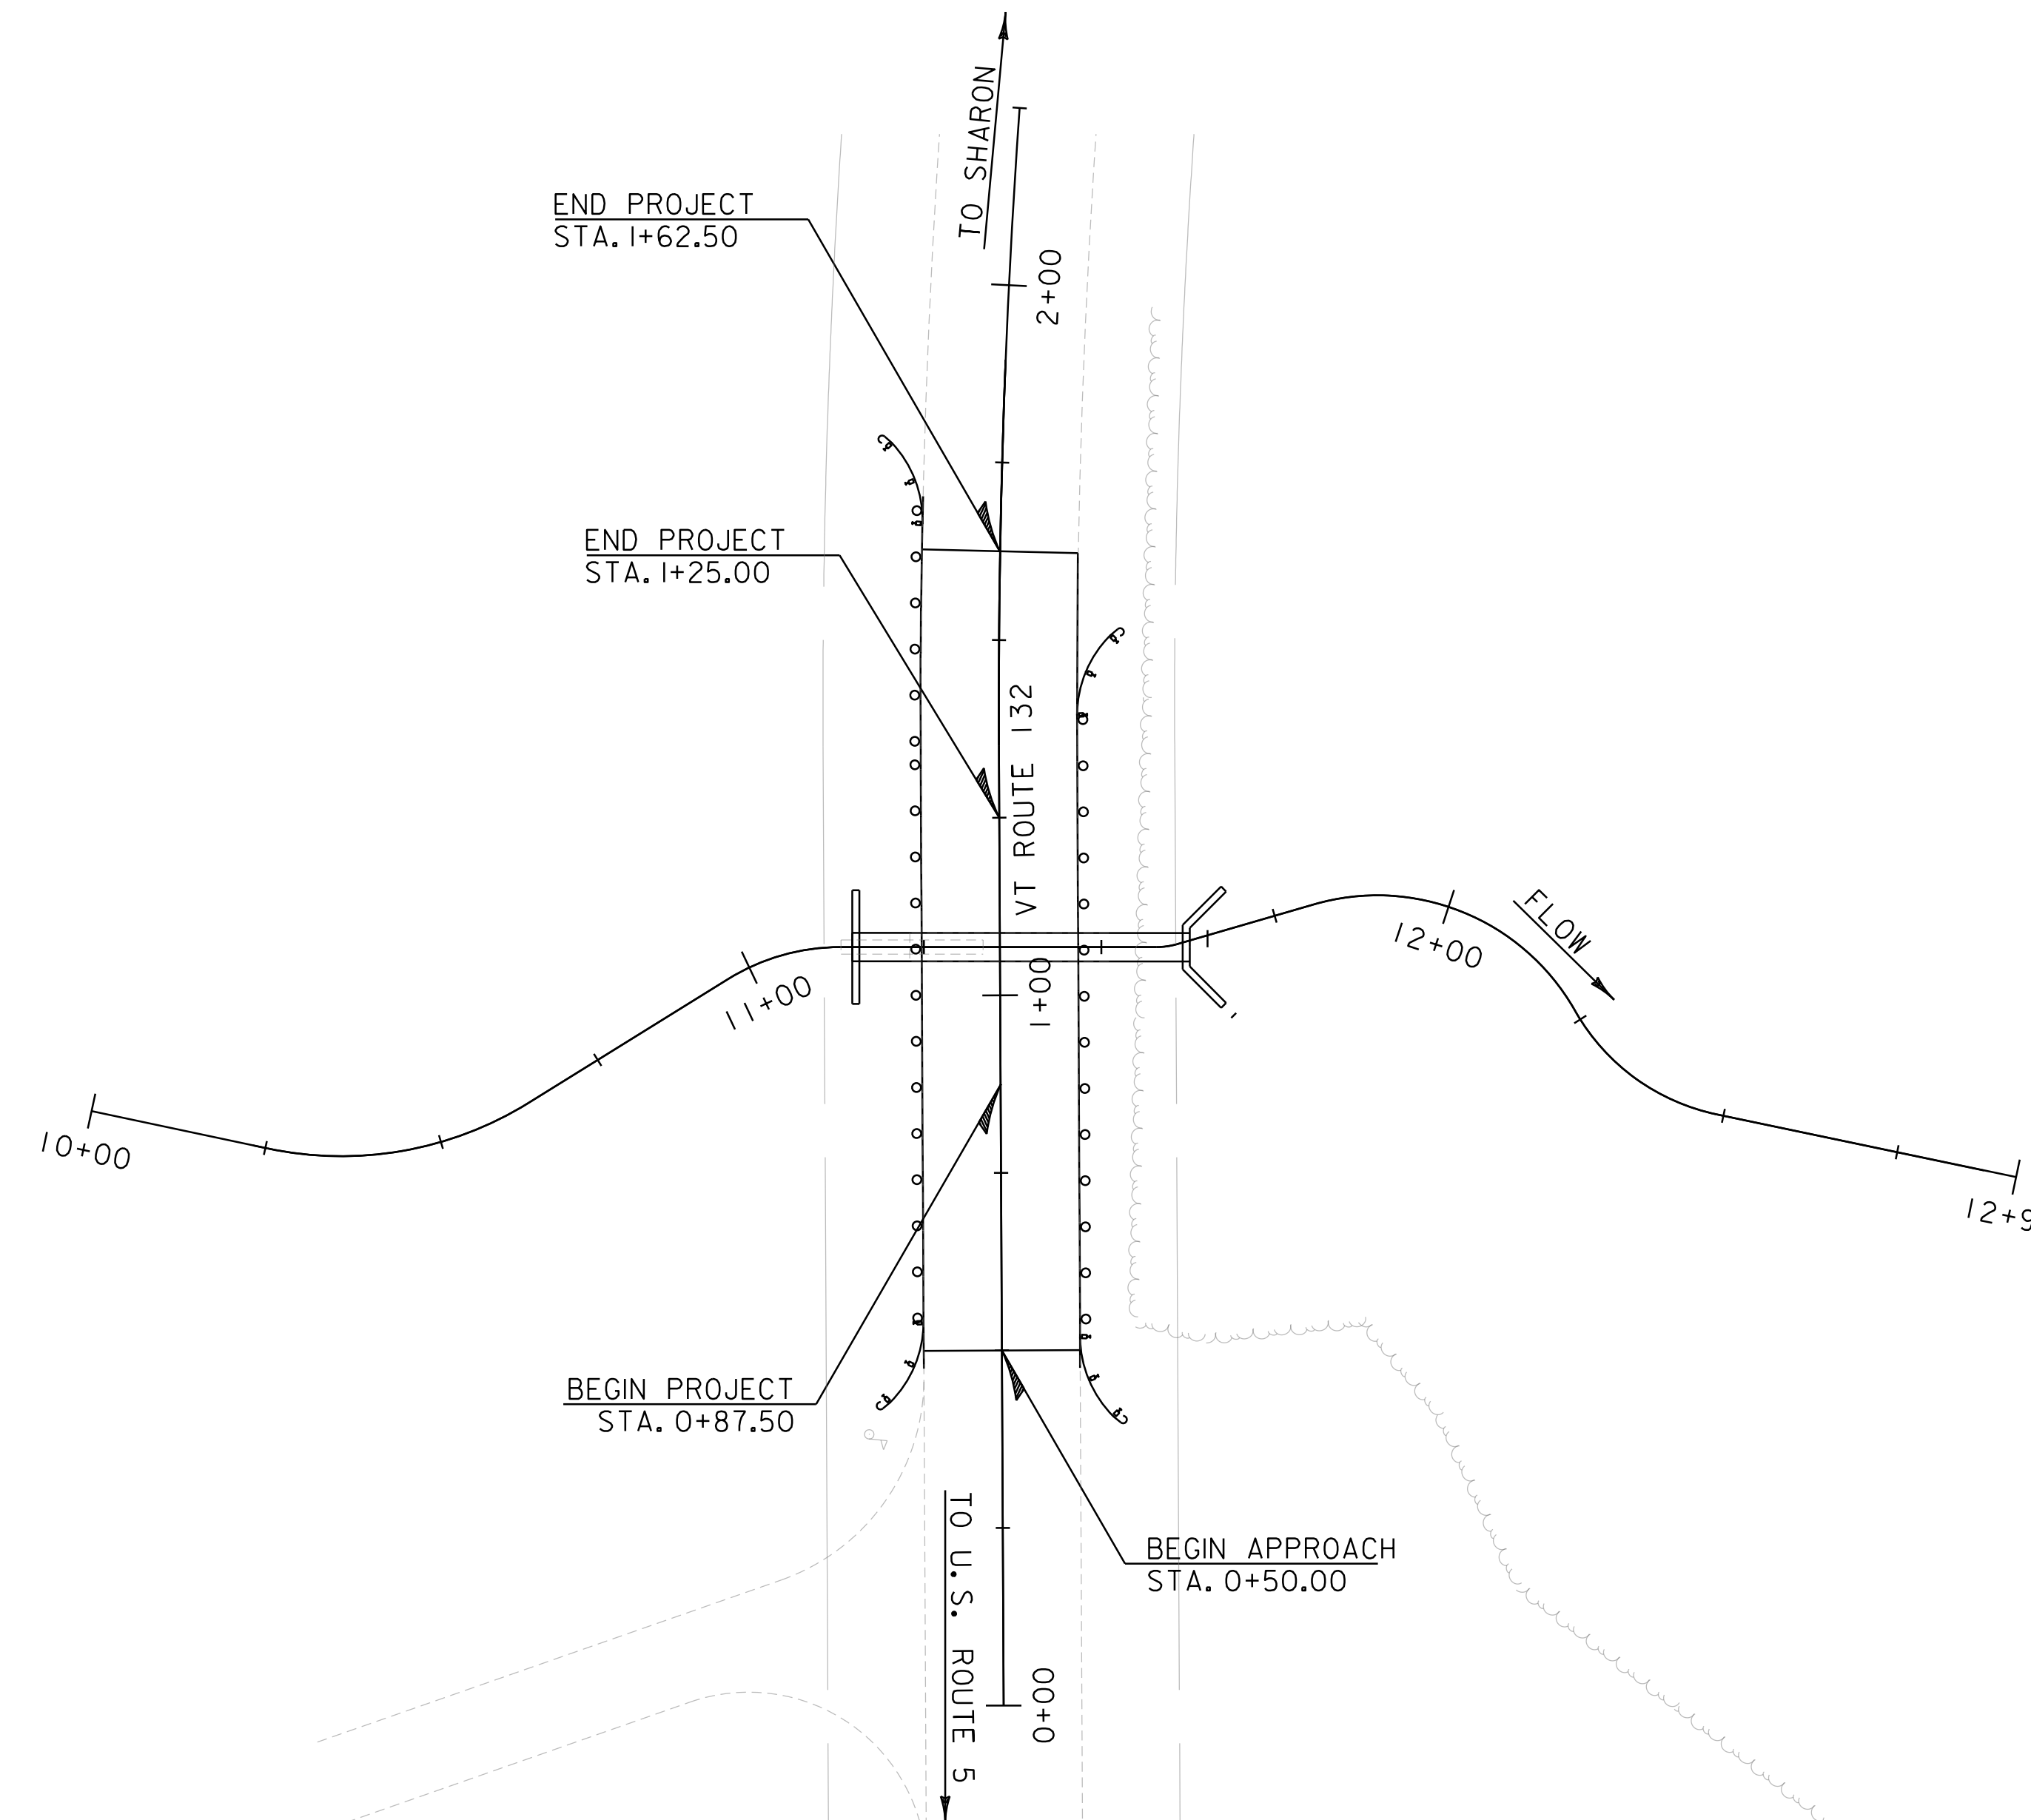 TO SHARON
END PROJECT
STA. 1+62.50
2+00
END PROJECT
STA. 1+25.00
VT ROUTE 132
FLOW
12+00
11+00
1+00
10+00
12+9
BEGIN PROJECT
STA. 0+87.50
BEGIN APPROACH
STA. 0+50.00
TO U.S. ROUTE 5
0+00